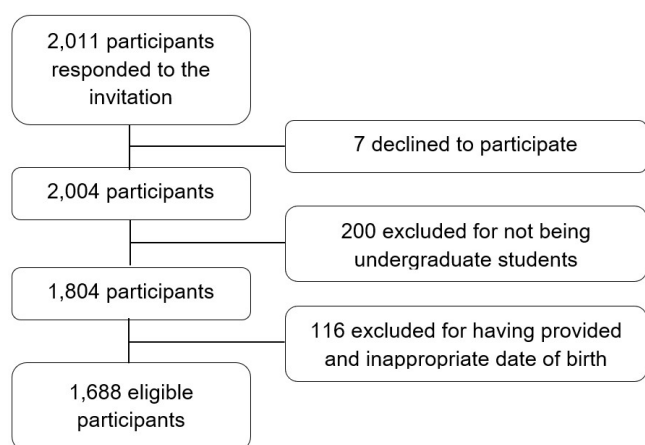 2,011 participants
responded to the
invitation
7 declined to participate
2,004 participants
200 excluded for not being
undergraduate students
1,804 participants
116 excluded for having provided
and inappropriate date of birth
1,688 eligible
participants